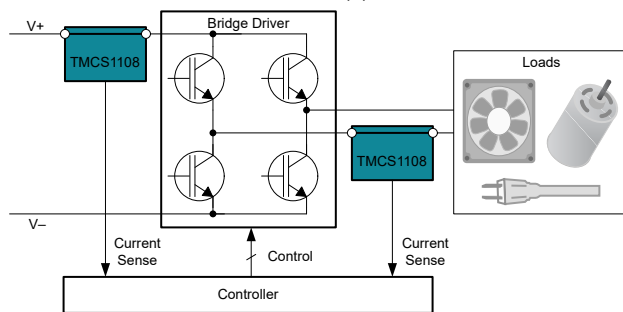 V+
Bridge Driver
TMCS1108
Loads
TMCS1108
V–
Current
Sense
Control
Current
Sense
Controller